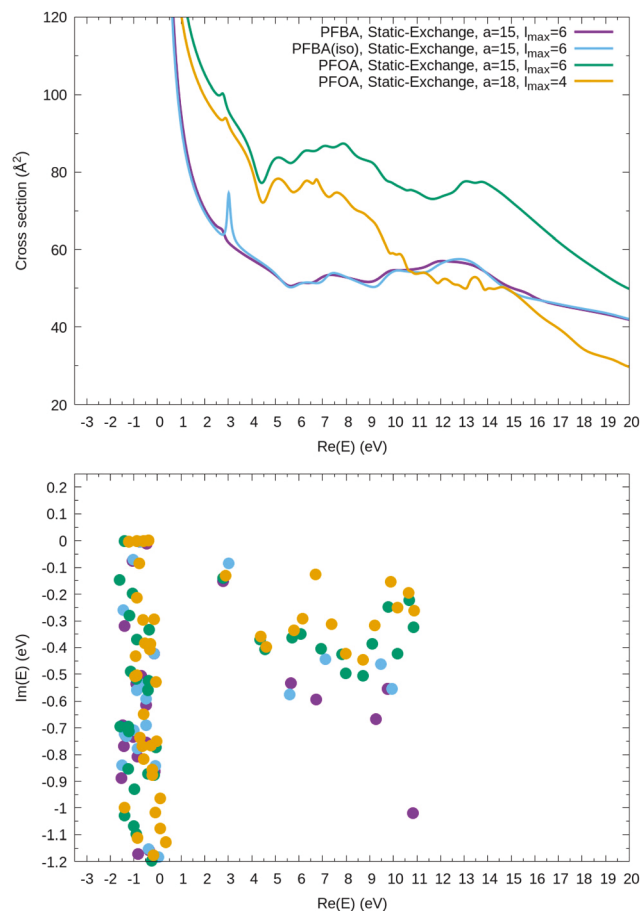 PFBA, Static-Exchange, a=15, lmax=6
PFBA(iso), Static-Exchange, a=15, lmax=6
PFOA, Static-Exchange, a=15, lmax=6
PFOA, Static-Exchange, a=18, lmax=4
120
100
80
60
40
20
Cross section (Å²)
-3 -2 -1 0 1 2 3 4 5 6 7 8 9 10 11 12 13 14 15 16 17 18 19 20
Re(E) (eV)
0.2
0.1
0
-0.1
-0.2
-0.3
-0.4
-0.5
-0.6
-0.7
-0.8
-0.9
-1
-1.1
-1.2
Im(E) (eV)
-3 -2 -1 0 1 2 3 4 5 6 7 8 9 10 11 12 13 14 15 16 17 18 19 20
Re(E) (eV)